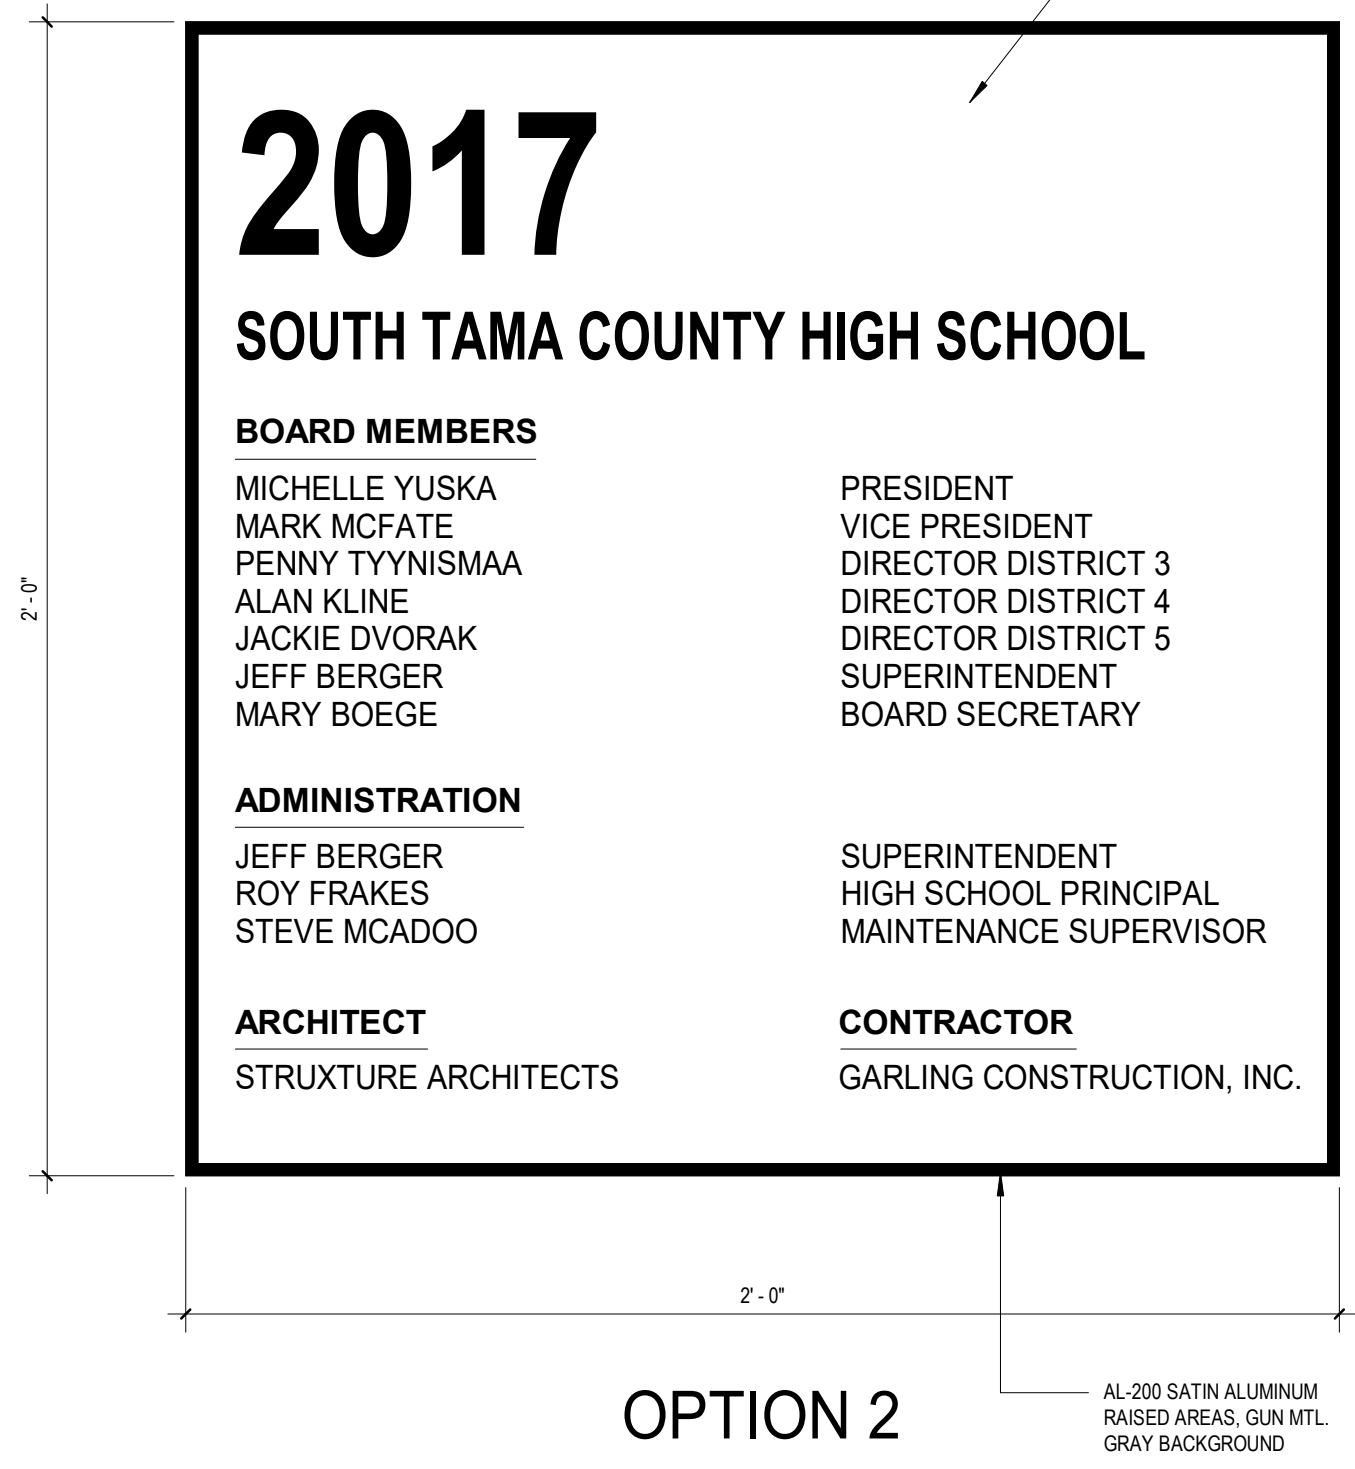 2017
SOUTH TAMA COUNTY HIGH SCHOOL
BOARD MEMBERS
MICHELLE YUSKA PRESIDENT
MARK MCFATE VICE PRESIDENT
PENNY TYYNISMAA DIRECTOR DISTRICT 3
ALAN KLINE DIRECTOR DISTRICT 4
JACKIE DVORAK DIRECTOR DISTRICT 5
JEFF BERGER SUPERINTENDENT
MARY BOEGE BOARD SECRETARY
ADMINISTRATION
JEFF BERGER SUPERINTENDENT
ROY FRAKES HIGH SCHOOL PRINCIPAL
STEVE MCADOO MAINTENANCE SUPERVISOR
ARCHITECT CONTRACTOR
STRUXTURE ARCHITECTS GARLING CONSTRUCTION, INC.
2' - 0"
2' - 0"
OPTION 2
AL-200 SATIN ALUMINUM
RAISED AREAS, GUN MTL.
GRAY BACKGROUND